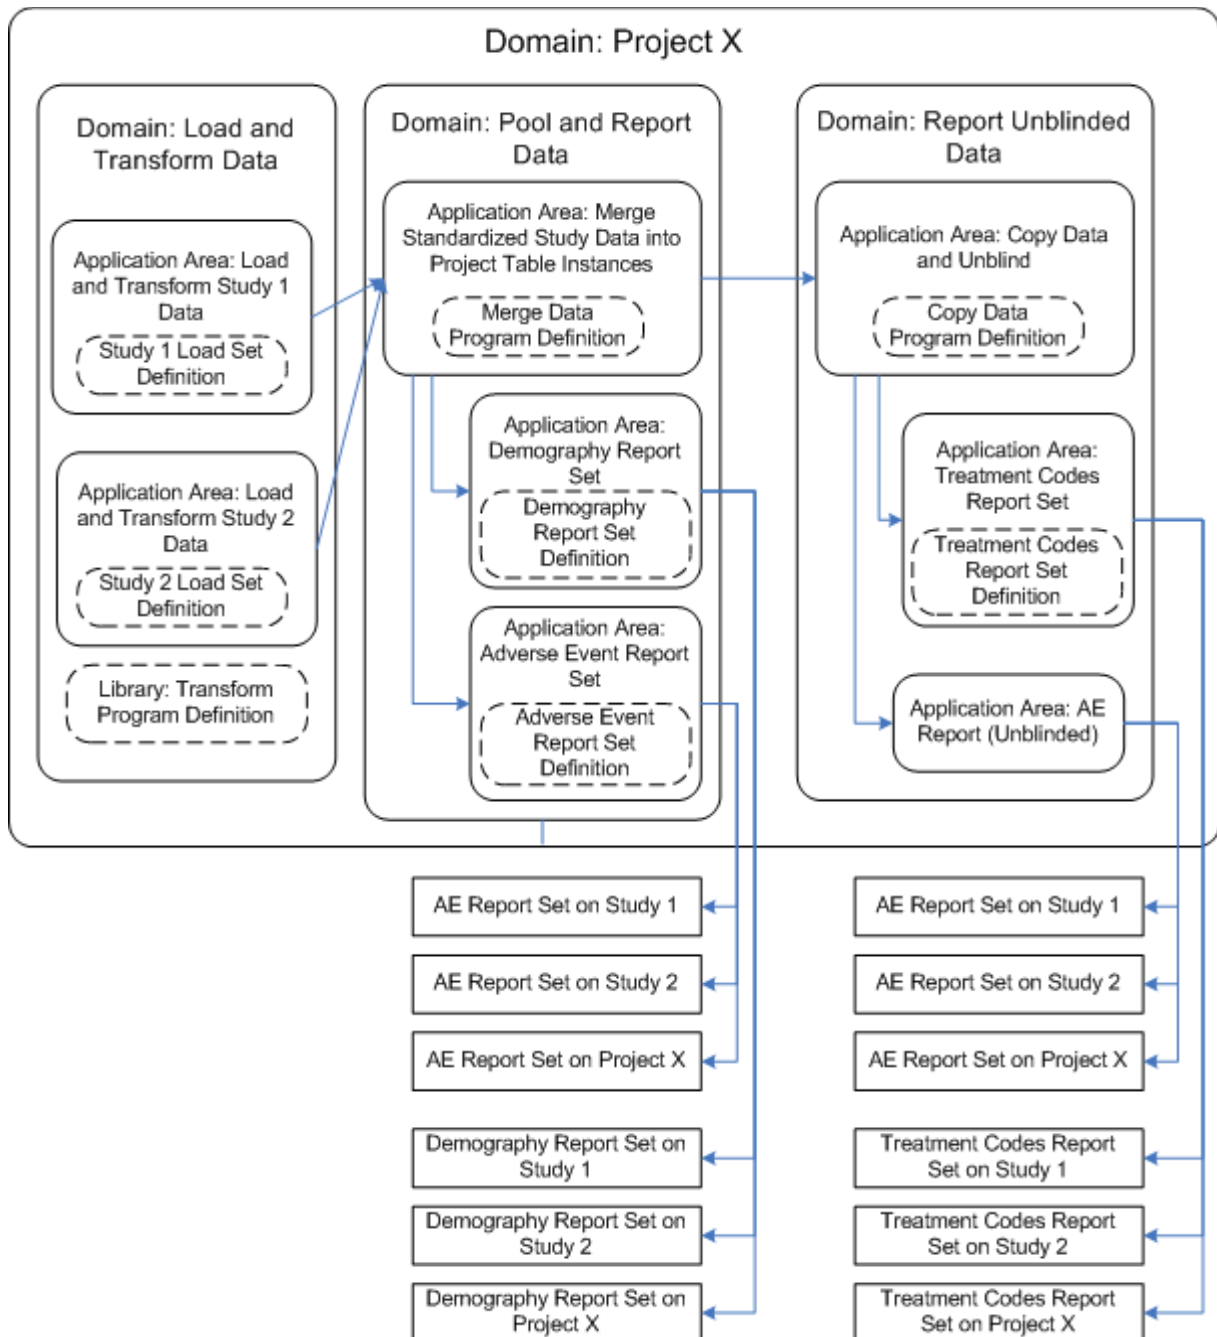 Domain: Project X
Domain: Load and
Transform Data
Application Area: Load
and Transform Study 1
Data
Study 1 Load Set
Definition
Application Area: Load
and Transform Study 2
Data
Study 2 Load Set
Definition
Library: Transform
Program Definition
Domain: Pool and Report
Data
Application Area: Merge
Standardized Study Data into
Project Table Instances
Merge Data
Program Definition
Application Area:
Demography Report
Set
Demography
Report Set
Definition
Application Area:
Adverse Event Report
Set
Adverse Event
Report Set
Definition
Domain: Report Unblinded
Data
Application Area: Copy Data
and Unblind
Copy Data
Program Definition
Application Area:
Treatment Codes
Report Set
Treatment Codes
Report Set
Definition
Application Area: AE
Report (Unblinded)
AE Report Set on Study 1
AE Report Set on Study 2
AE Report Set on Project X
Demography Report Set on
Study 1
Demography Report Set on
Study 2
Demography Report Set on
Project X
AE Report Set on Study 1
AE Report Set on Study 2
AE Report Set on Project X
Treatment Codes Report
Set on Study 1
Treatment Codes Report
Set on Study 2
Treatment Codes Report
Set on Project X